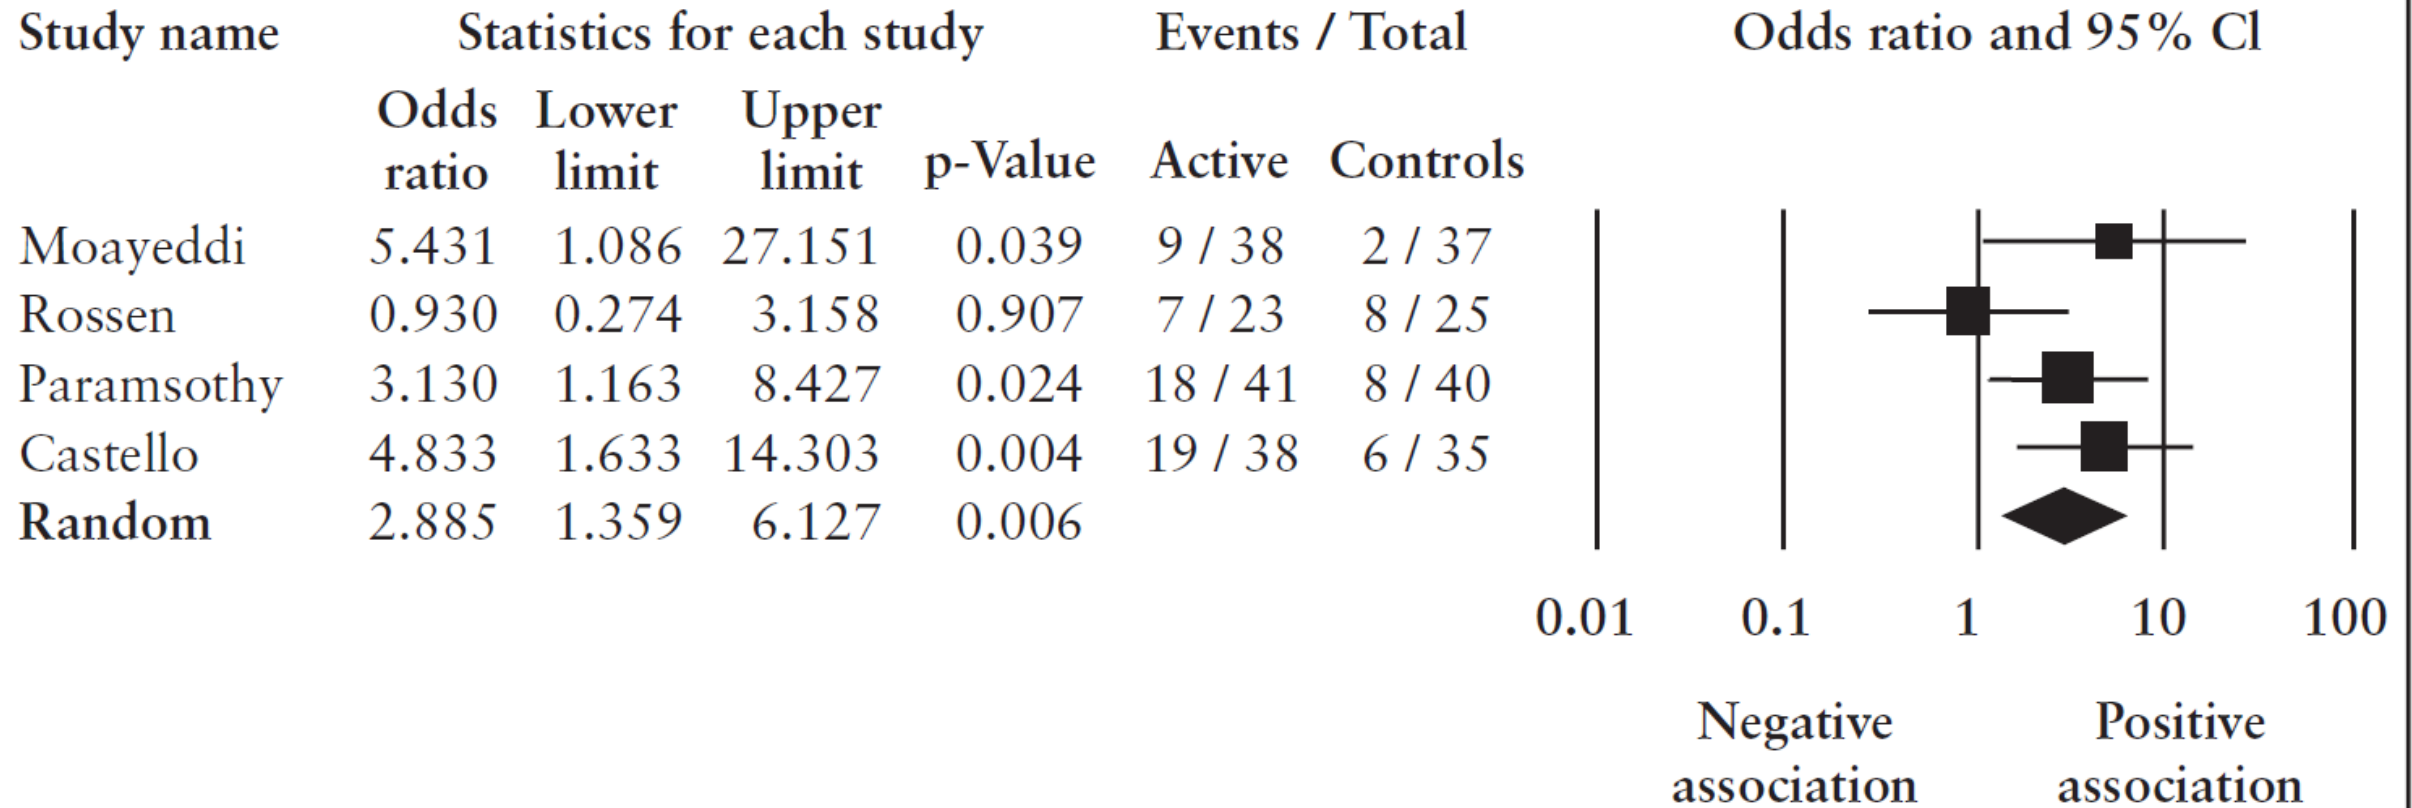 Study name Statistics for each study Events / Total Odds ratio and 95% Cl
Odds ratio Lower limit Upper limit p-Value Active Controls
Moayeddi 5.431 1.086 27.151 0.039 9 / 38 2 / 37
Rossen 0.930 0.274 3.158 0.907 7 / 23 8 / 25
Paramsothy 3.130 1.163 8.427 0.024 18 / 41 8 / 40
Castello 4.833 1.633 14.303 0.004 19 / 38 6 / 35
Random 2.885 1.359 6.127 0.006
0.01 0.1 1 10 100
Negative association
Positive association